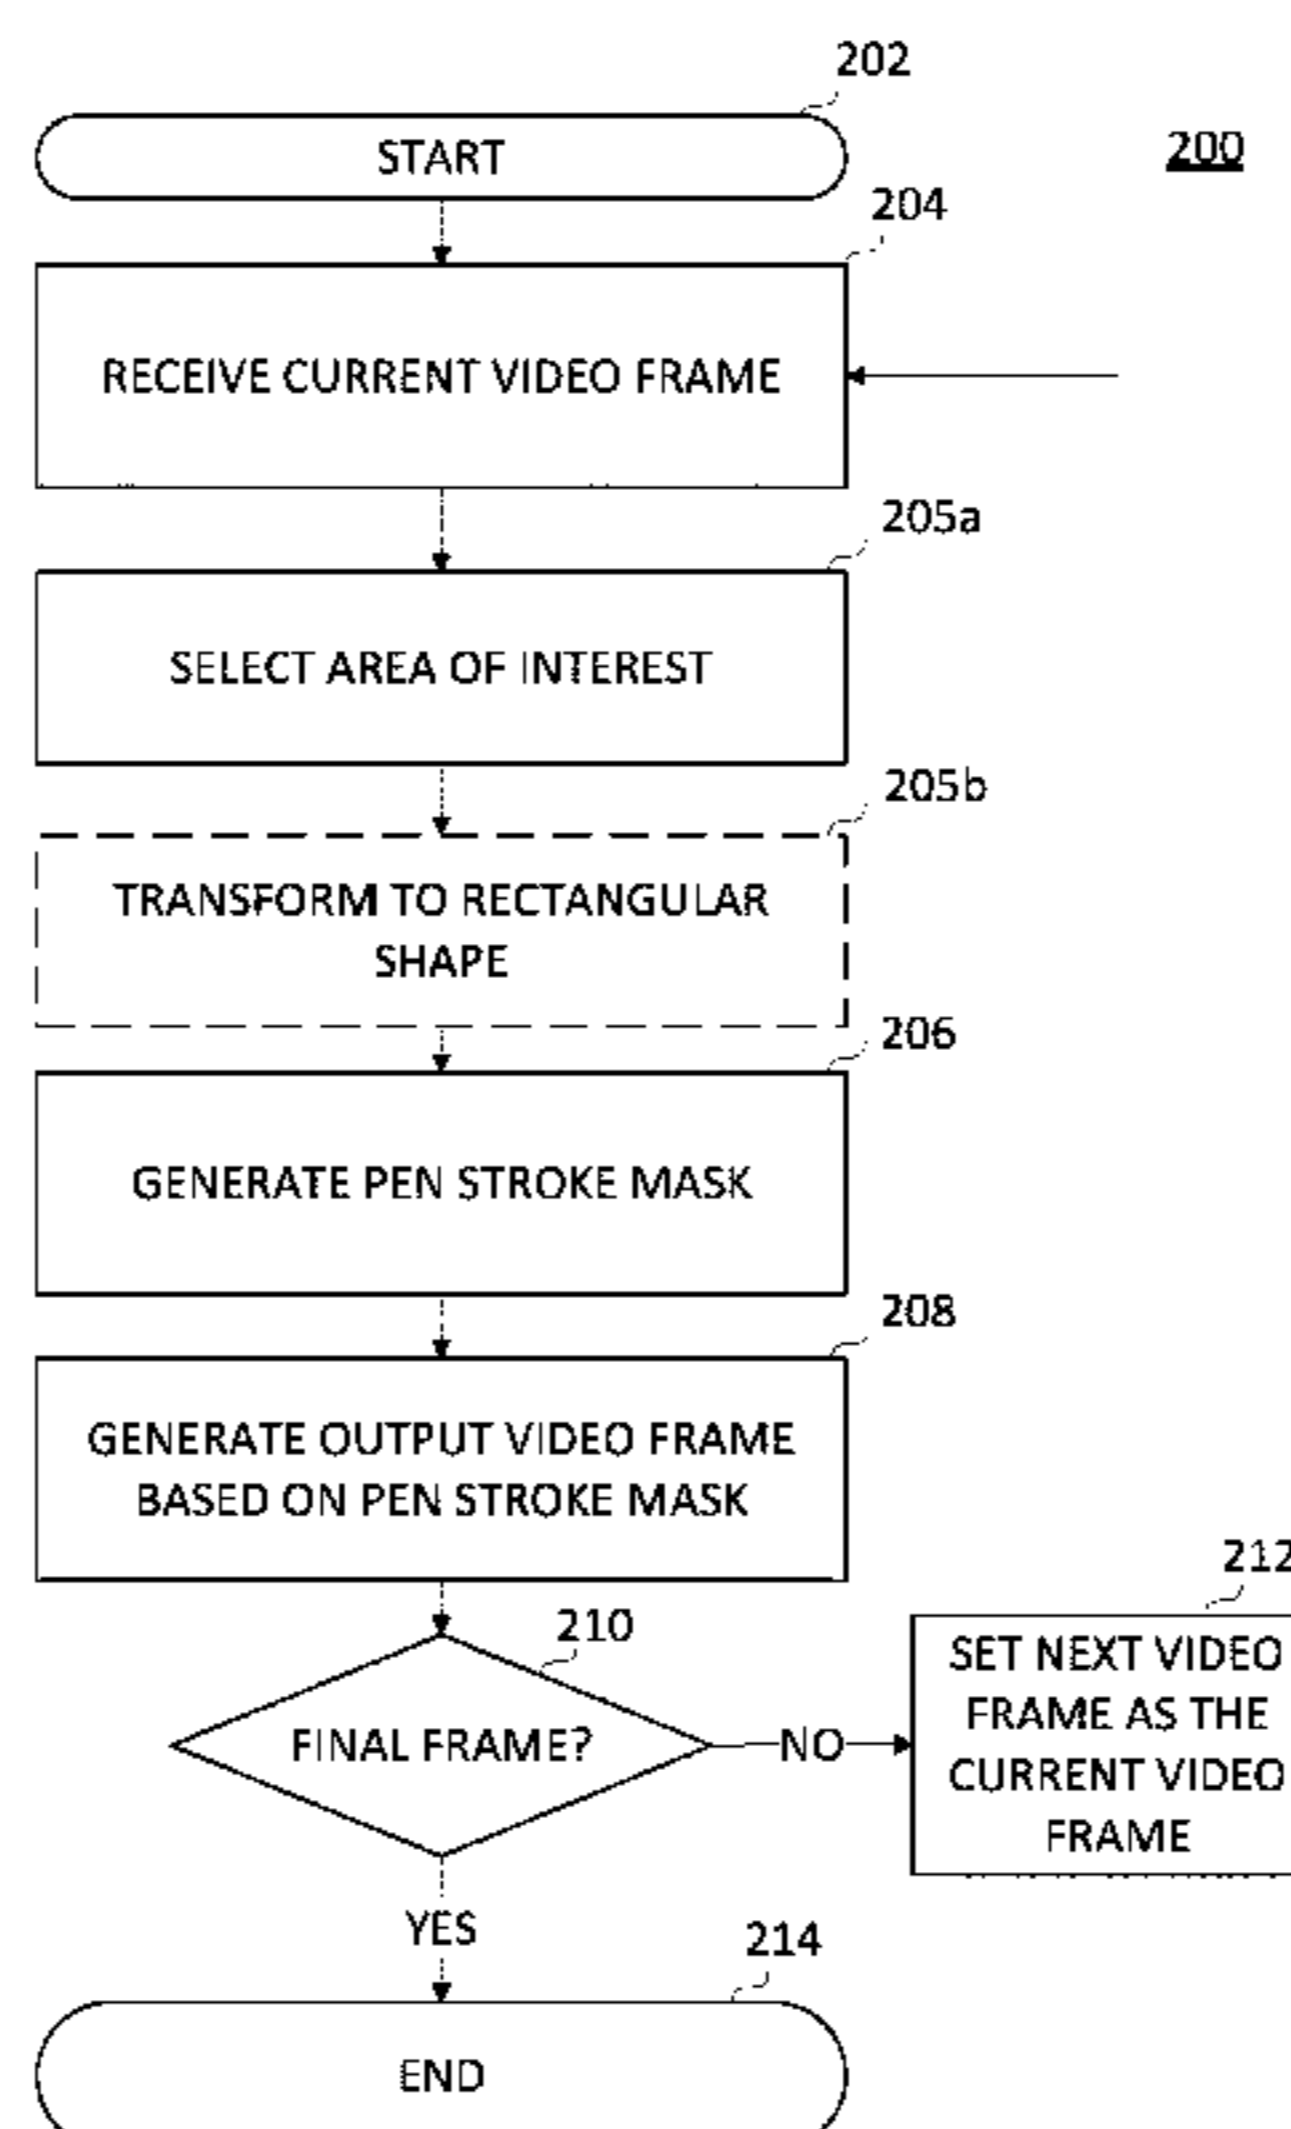 202
START
200
204
RECEIVE CURRENT VIDEO FRAME
205a
SELECT AREA OF INTEREST
205b
TRANSFORM TO RECTANGULAR
SHAPE
206
GENERATE PEN STROKE MASK
208
GENERATE OUTPUT VIDEO FRAME
BASED ON PEN STROKE MASK
210
FINAL FRAME?
NO
212
SET NEXT VIDEO
FRAME AS THE
CURRENT VIDEO
FRAME
YES
214
END